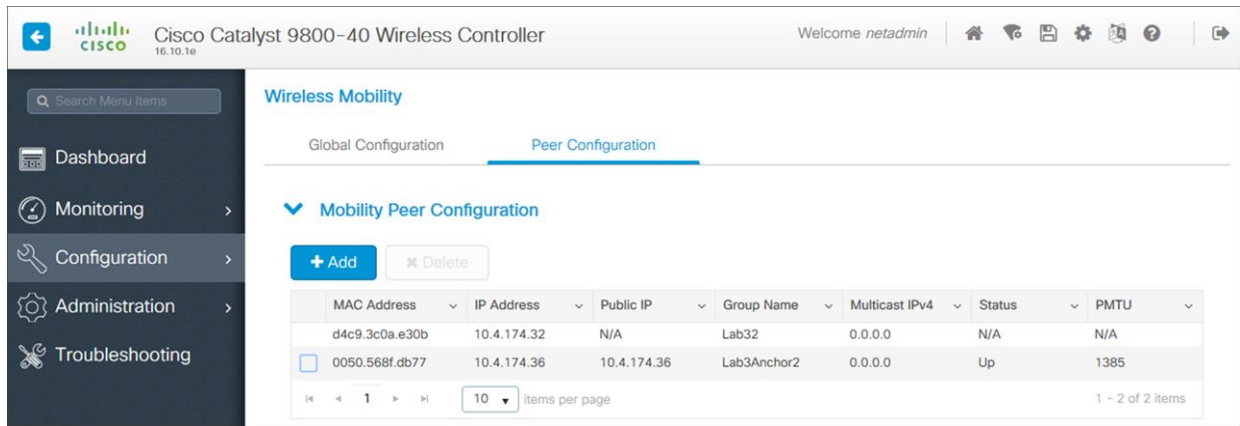 CISCO
Cisco Catalyst 9800-40 Wireless Controller
16.10.1e
Welcome netadmin
Search Menu Items
Dashboard
Monitoring
Configuration
Administration
Troubleshooting
Wireless Mobility
Global Configuration
Peer Configuration
Mobility Peer Configuration
+ Add
✖ Delete
MAC Address IP Address Public IP Group Name Multicast IPv4 Status PMTU
d4c9.3c0a.e30b 10.4.174.32 N/A Lab32 0.0.0.0 N/A N/A
0050.568f.db77 10.4.174.36 10.4.174.36 Lab3Anchor2 0.0.0.0 Up 1385
1 10 items per page 1 - 2 of 2 items